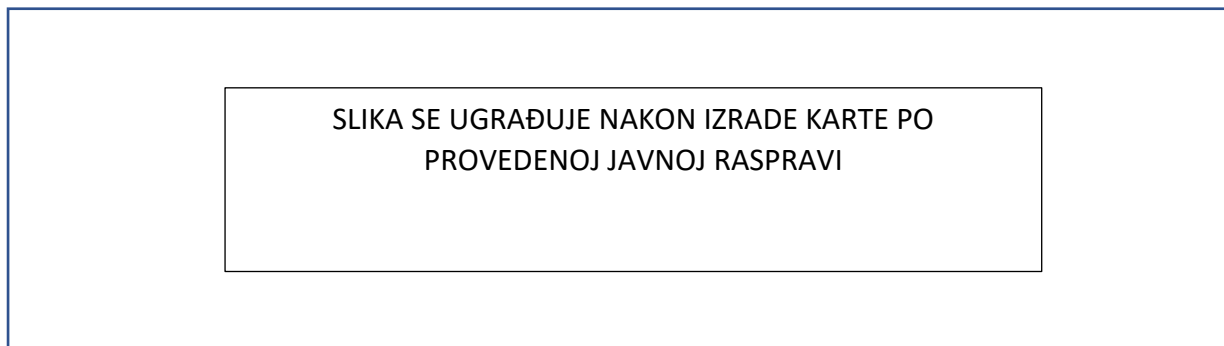 SLIKA SE UGRAĐUJE NAKON IZRADE KARTE PO
PROVEDENOJ JAVNOJ RASPRAVI